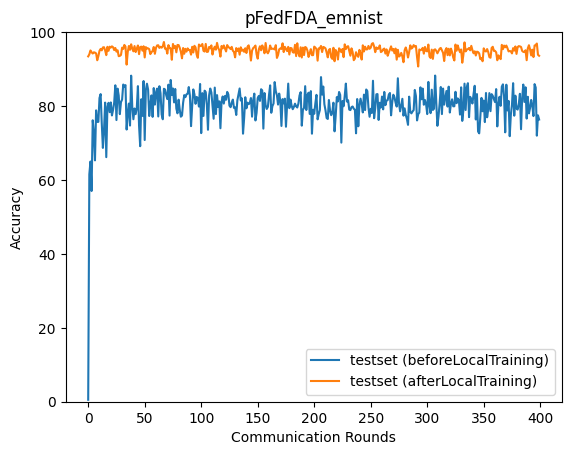 pFedFDA_emnist
100
80
60
40
20
0
Accuracy
testset (beforeLocalTraining)
testset (afterLocalTraining)
0 50 100 150 200 250 300 350 400
Communication Rounds